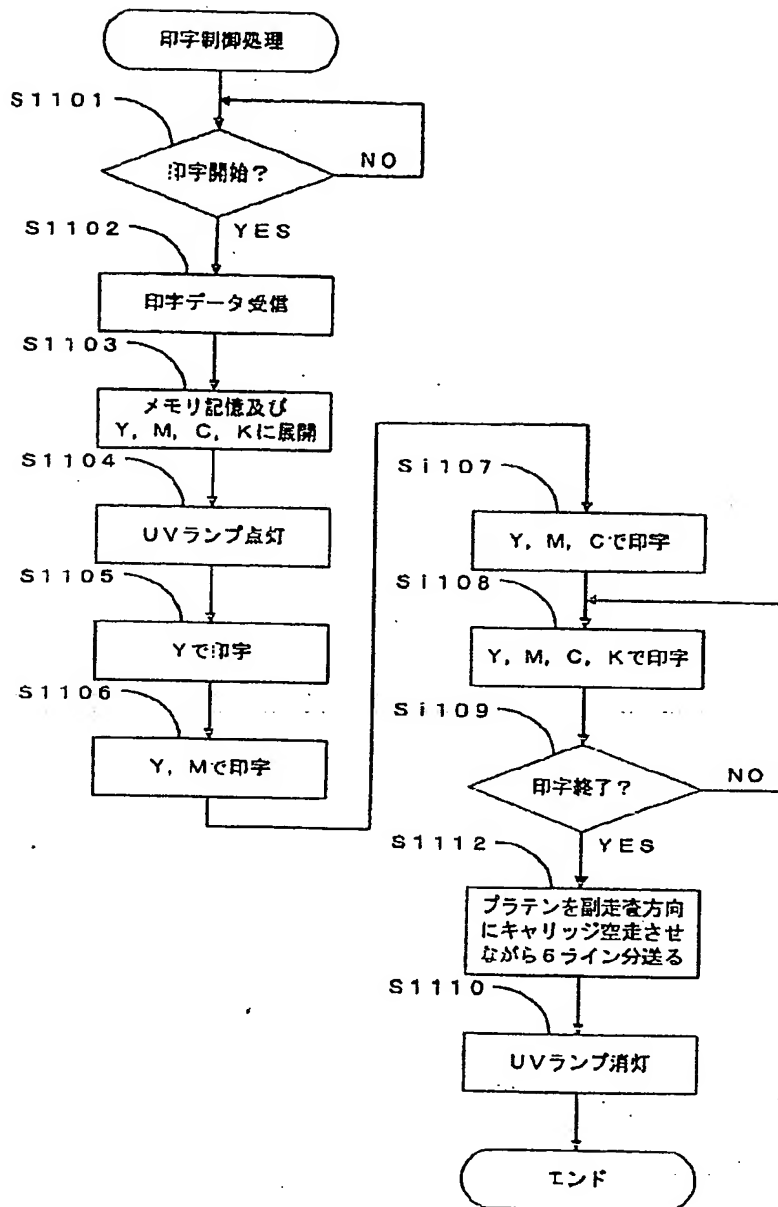 印字制御処理
S1101
印字開始?
NO
S1102
YES
印字データ受信
S1103
メモリ記憶及び
Y, M, C, Kに展開
S1104
UVランプ点灯
S1105
Yで印字
S1106
Y, Mで印字
Si107
Y, M, Cで印字
Si108
Y, M, C, Kで印字
Si109
印字終了?
NO
S1112
YES
プラテンを副走査方向
にキャリッジ空走させ
ながら6ライン分送る
S1110
UVランプ消灯
エンド